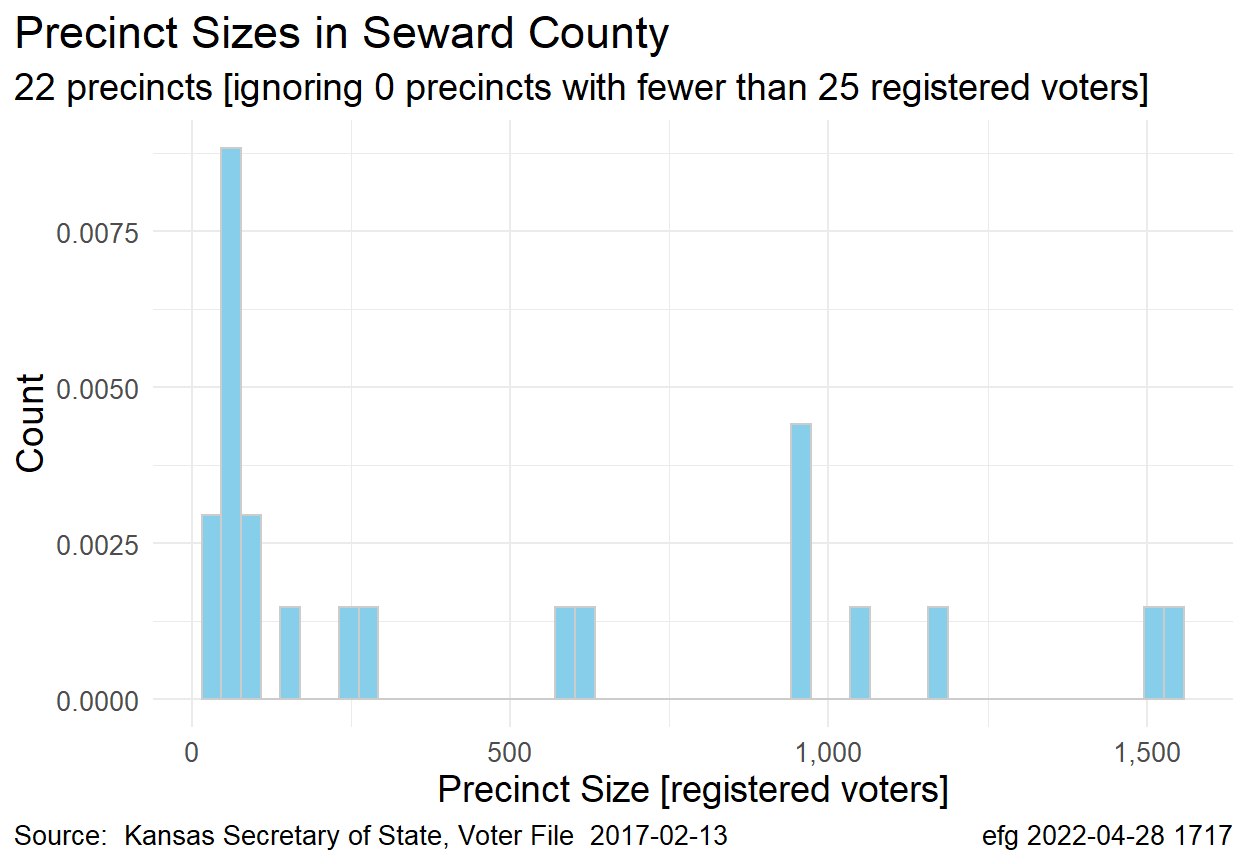 Precinct Sizes in Seward County
22 precincts [ignoring 0 precincts with fewer than 25 registered voters]
Count
0.0075
0.0050
0.0025
0.0000
0 500 1,000 1,500
Precinct Size [registered voters]
Source:  Kansas Secretary of State, Voter File  2017-02-13 efg 2022-04-28 1717